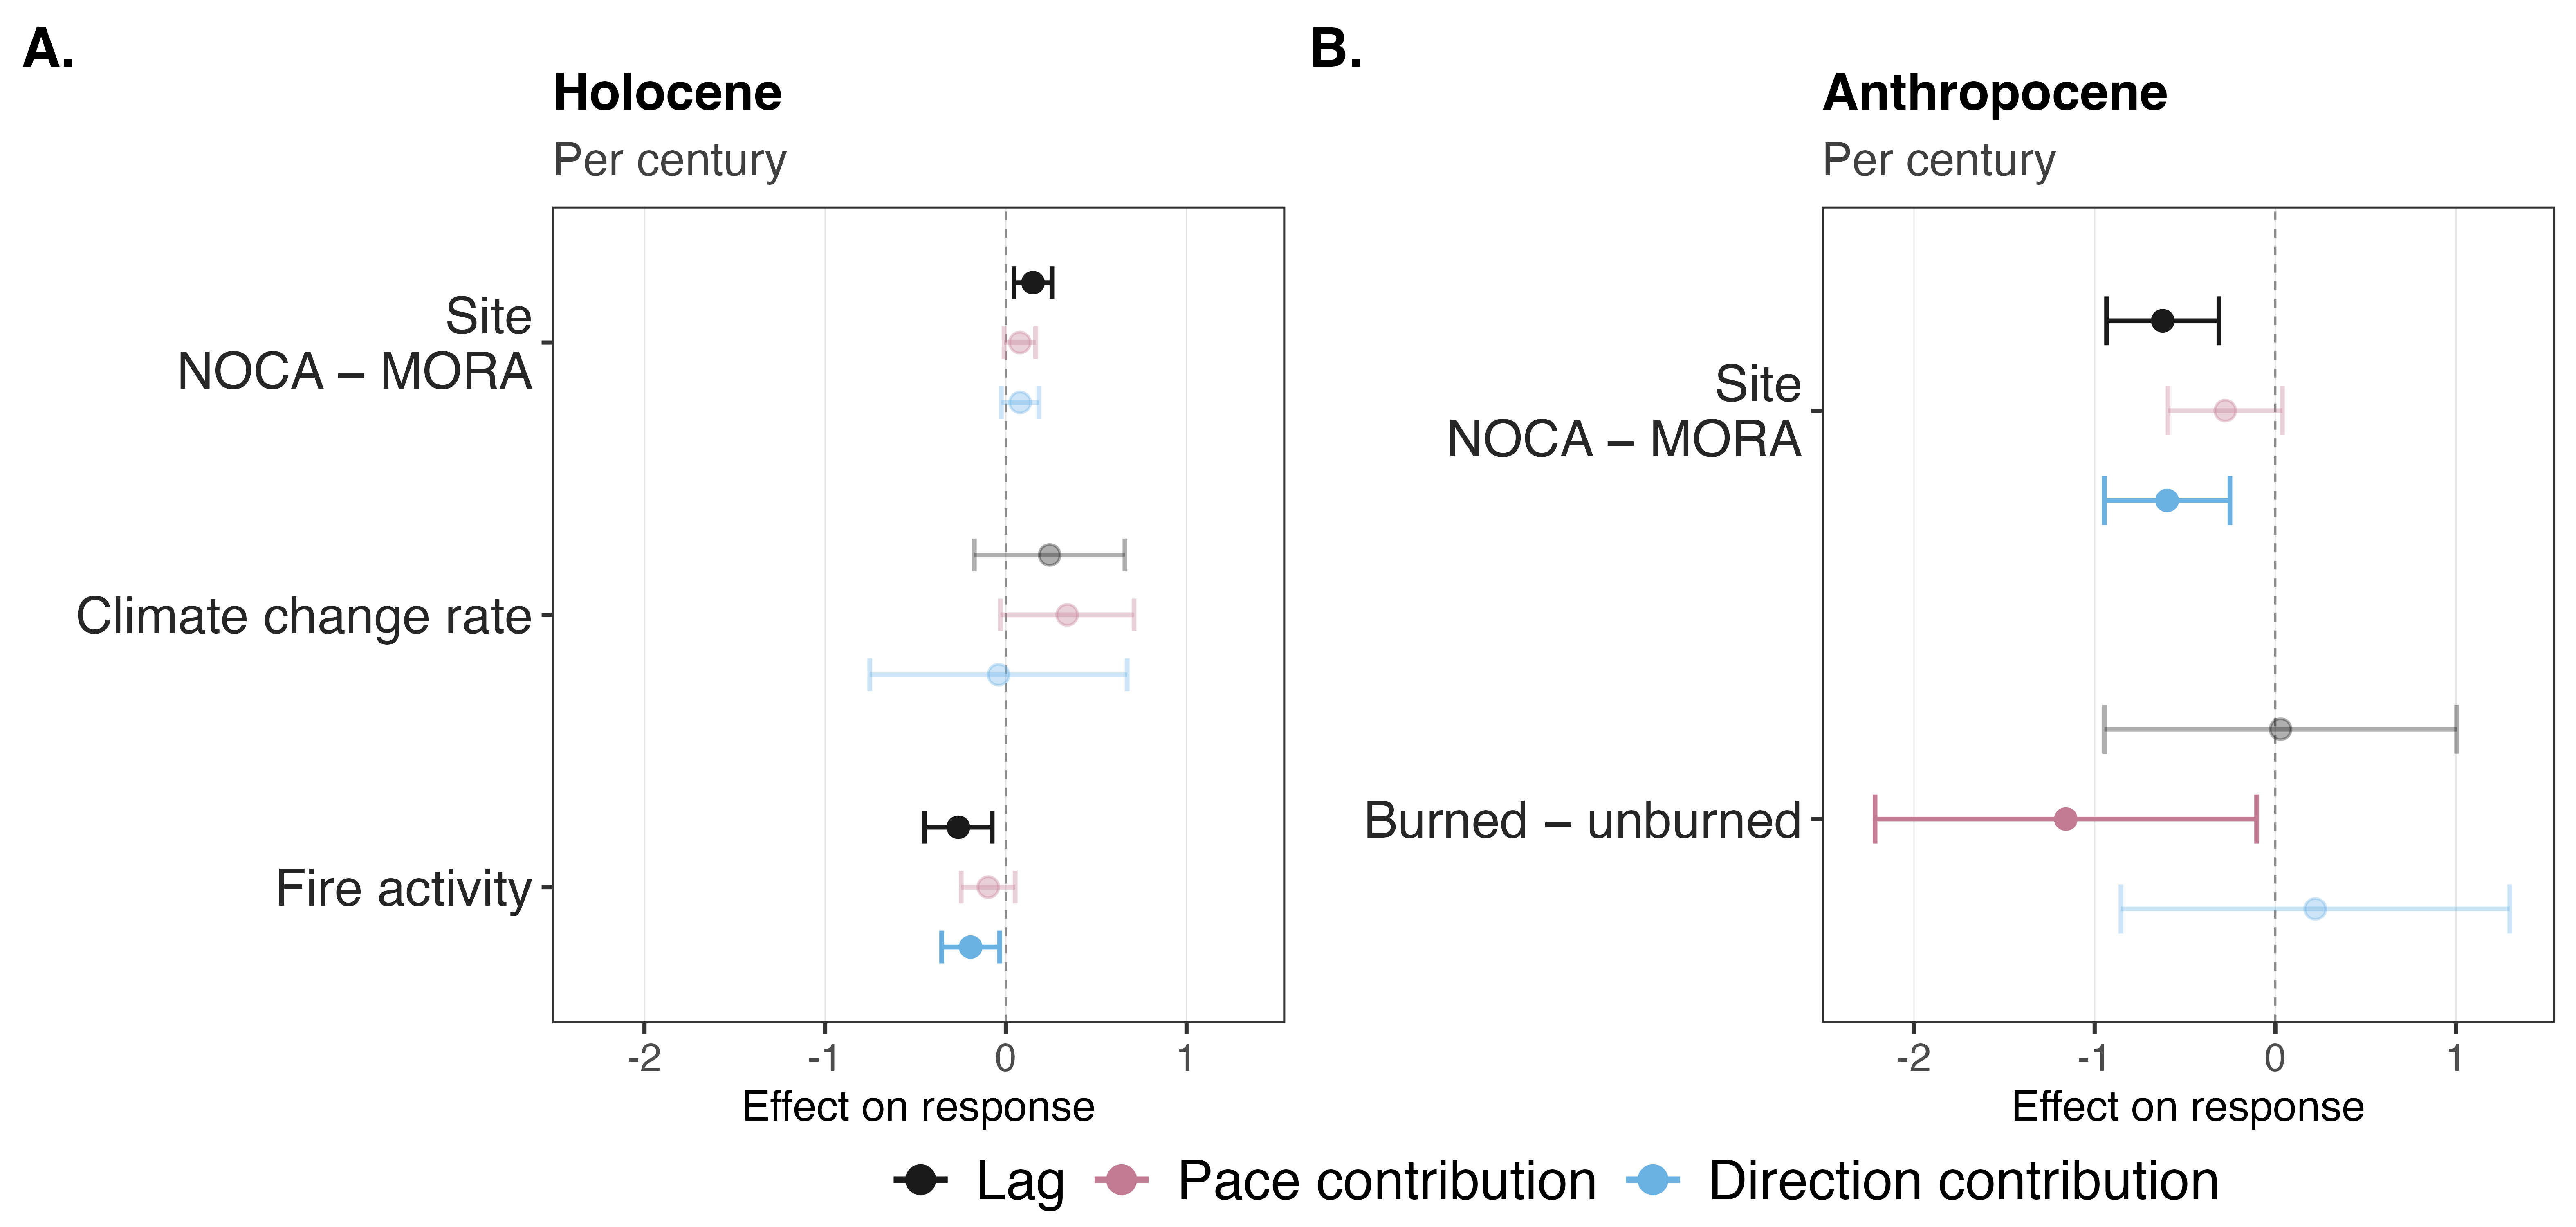 A.
Holocene
Per century
Site
NOCA – MORA
Climate change rate
Fire activity
-2 -1 0 1
Effect on response
B.
Anthropocene
Per century
Site
NOCA – MORA
Burned – unburned
-2 -1 0 1
Effect on response
Lag Pace contribution Direction contribution